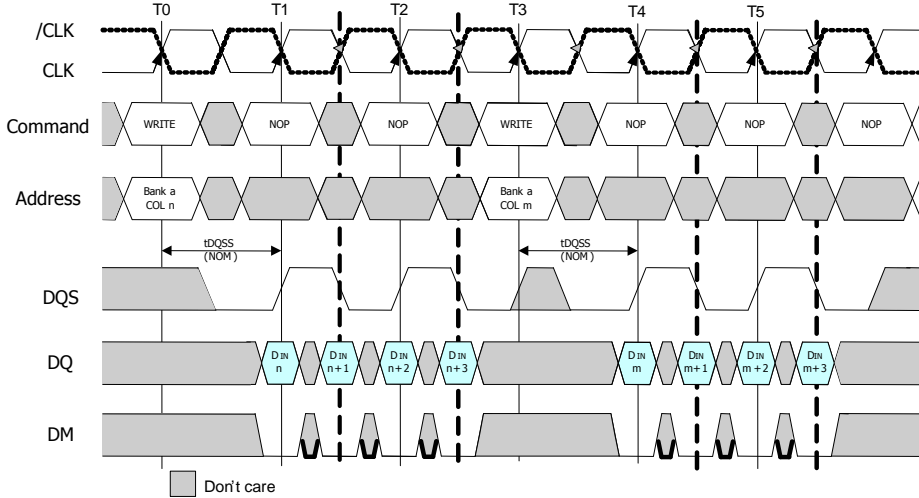 T0 T1 T2 T3 T4 T5
/CLK
CLK
Command WRITE NOP NOP WRITE NOP NOP NOP
Address Bank a COL n Bank a COL m
tDQSS (NOM) tDQSS (NOM)
DQS
DQ DIN n DIN n+1 DIN n+2 DIN n+3 DIN m DIN m+1 DIN m+2 DIN m+3
DM
Don't care